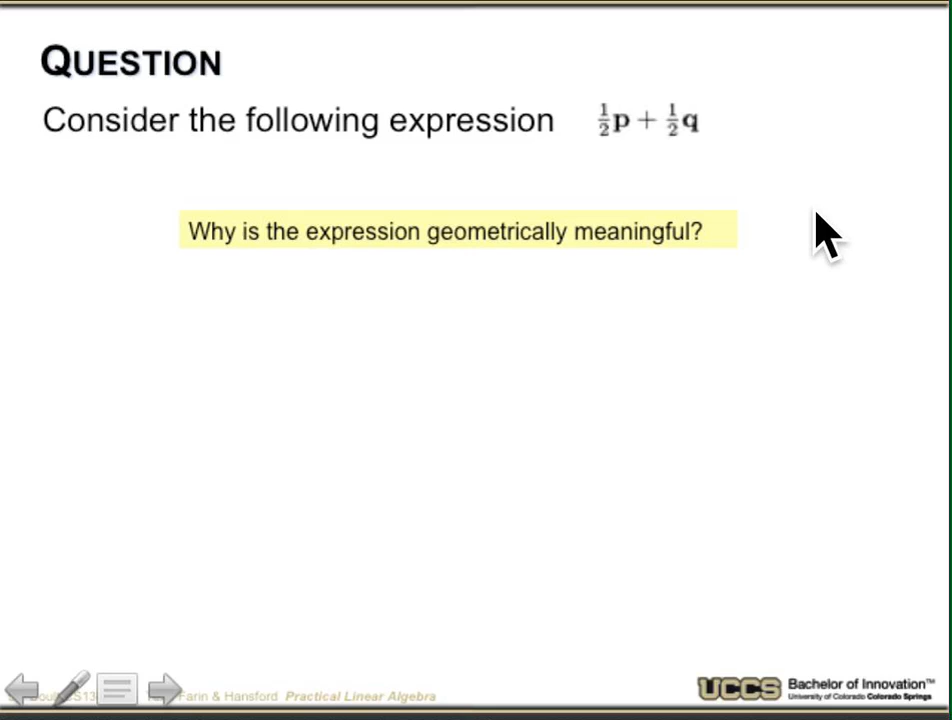 QUESTION
Consider the following expression ½p + ½q
Why is the expression geometrically meaningful?
Farin & Hansford Practical Linear Algebra
UCCS Bachelor of Innovation™
University of Colorado Colorado Springs